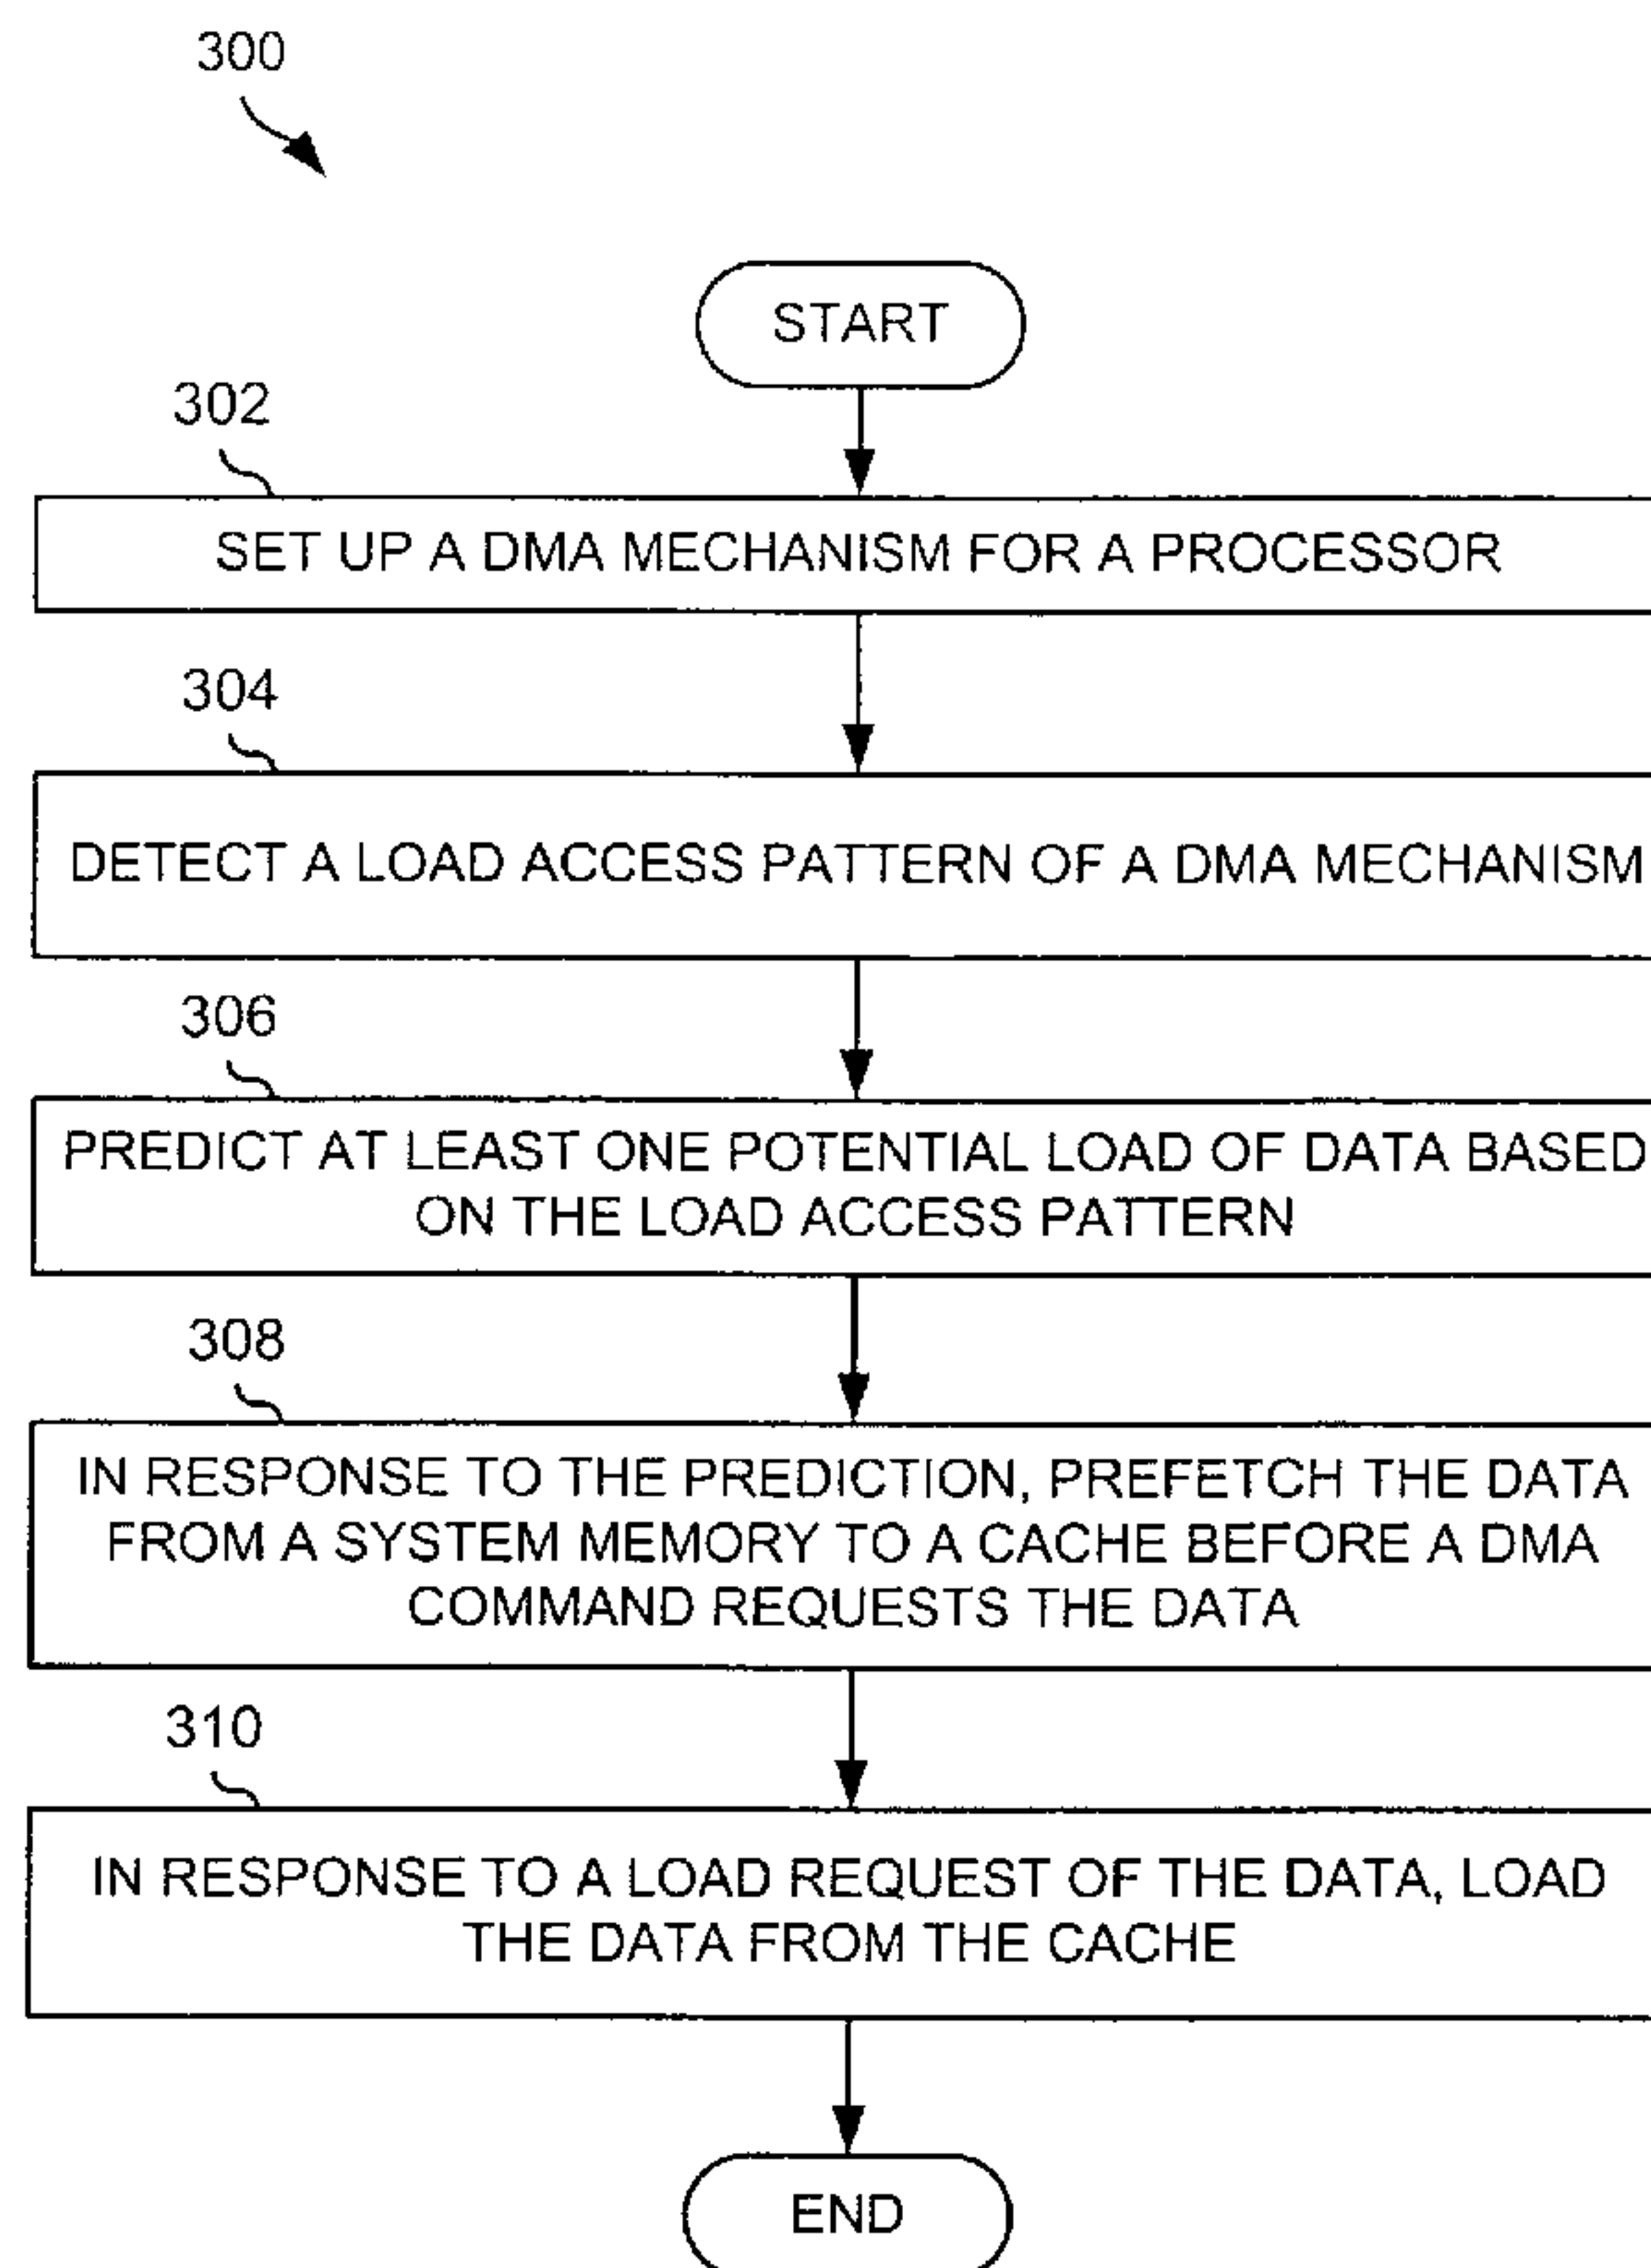 300
START
302
SET UP A DMA MECHANISM FOR A PROCESSOR
304
DETECT A LOAD ACCESS PATTERN OF A DMA MECHANISM
306
PREDICT AT LEAST ONE POTENTIAL LOAD OF DATA BASED
ON THE LOAD ACCESS PATTERN
308
IN RESPONSE TO THE PREDICTION, PREFETCH THE DATA
FROM A SYSTEM MEMORY TO A CACHE BEFORE A DMA
COMMAND REQUESTS THE DATA
310
IN RESPONSE TO A LOAD REQUEST OF THE DATA, LOAD
THE DATA FROM THE CACHE
END